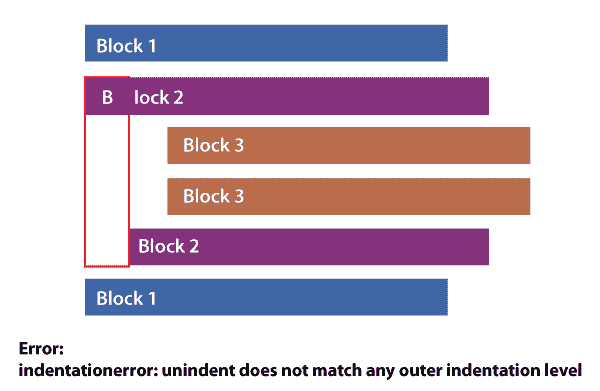 Block 1
B lock 2
Block 3
Block 3
Block 2
Block 1
Error:
indentationerror: unindent does not match any outer indentation level